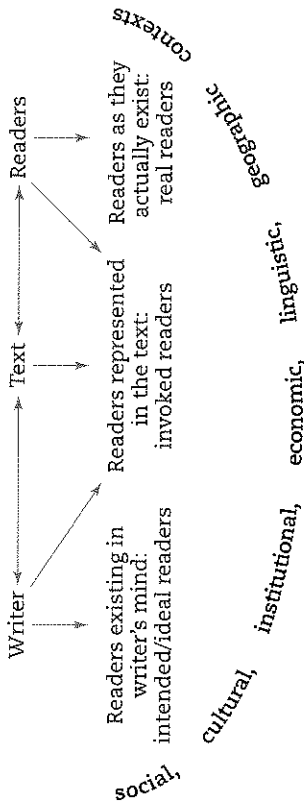 Writer Text Readers
Readers existing in
writer's mind:
intended/ideal readers
Readers represented
in the text:
invoked readers
Readers as they
actually exist:
real readers
social, cultural, institutional, economic, linguistic, geographic contexts